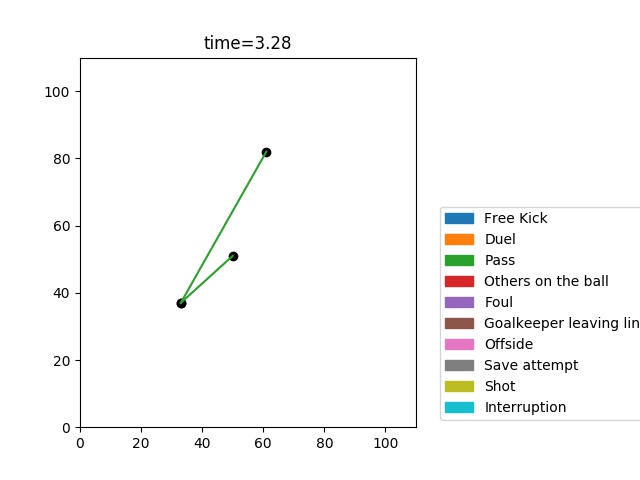 time=3.28
100
80
60
40
20
0
0 20 40 60 80 100
Free Kick
Duel
Pass
Others on the ball
Foul
Goalkeeper leaving lin
Offside
Save attempt
Shot
Interruption